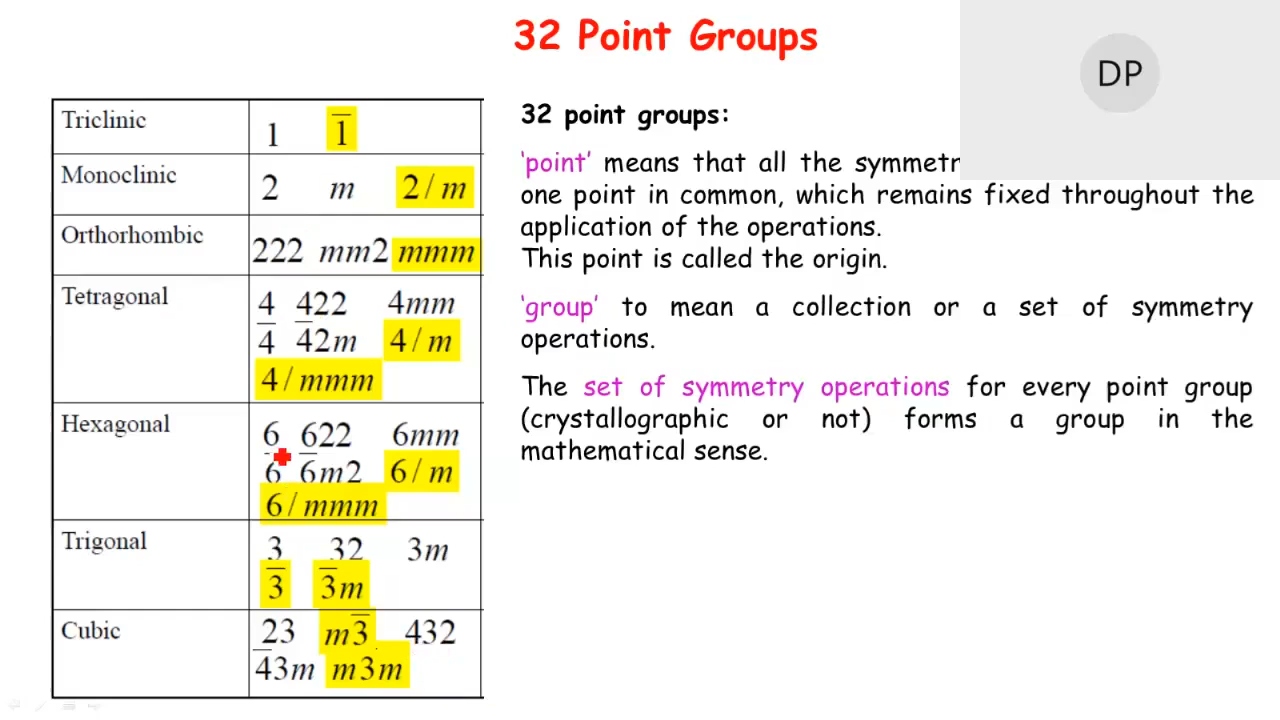 32 Point Groups
DP
Triclinic 1 1̅
Monoclinic 2 m 2/m
Orthorhombic 222 mm2 mmm
Tetragonal 4 422 4mm
4̅ 4̅2m 4/m
4/mmm
Hexagonal 6 622 6mm
6̅ 6̅m2 6/m
6/mmm
Trigonal 3 32 3m
3̅ 3̅m
Cubic 23 m3̅ 432
4̅3m m3m
32 point groups:
‘point’ means that all the symmetr
one point in common, which remains fixed throughout the
application of the operations.
This point is called the origin.
‘group’ to mean a collection or a set of symmetry
operations.
The set of symmetry operations for every point group
(crystallographic or not) forms a group in the
mathematical sense.